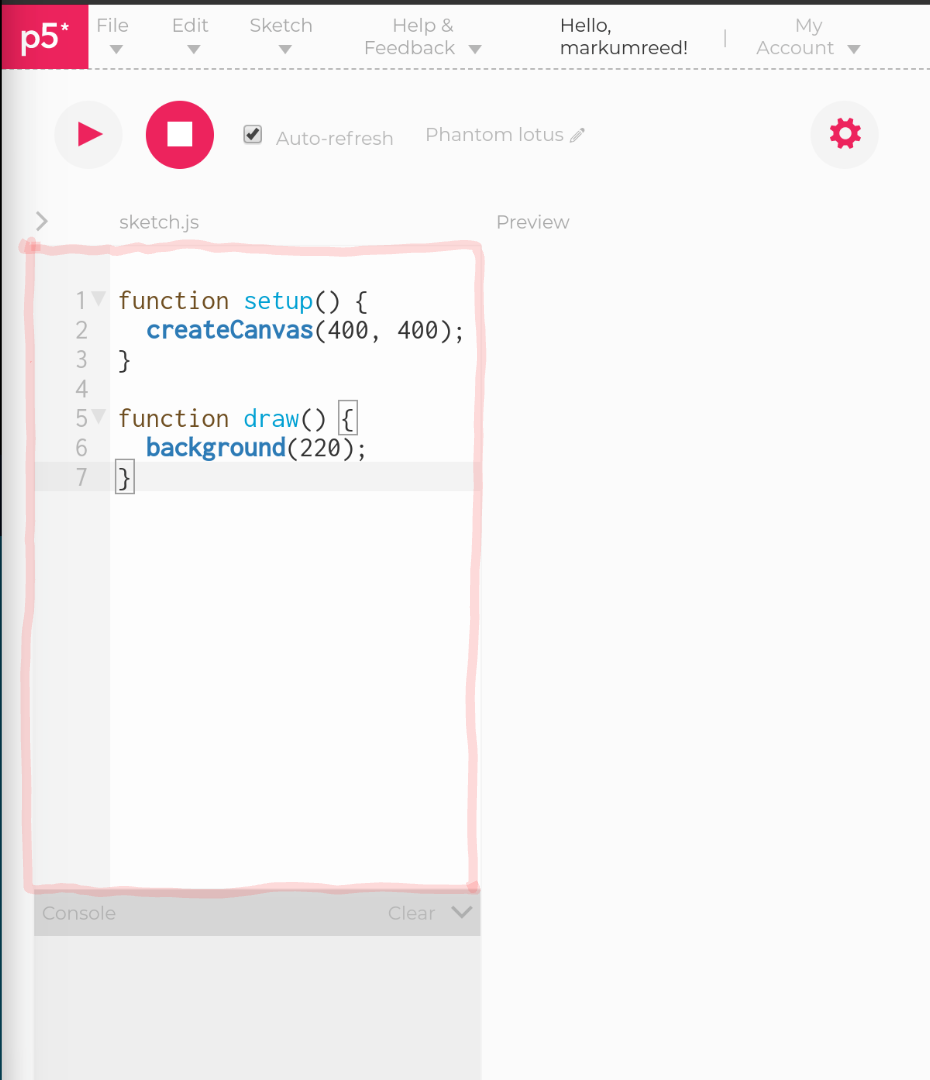 p5*
File
Edit
Sketch
Help &
Feedback
Hello,
markumreed!
|
My
Account
Auto-refresh
Phantom lotus
sketch.js
Preview
1 function setup() {
2   createCanvas(400, 400);
3 }
4
5 function draw() {
6   background(220);
7 }
Console
Clear